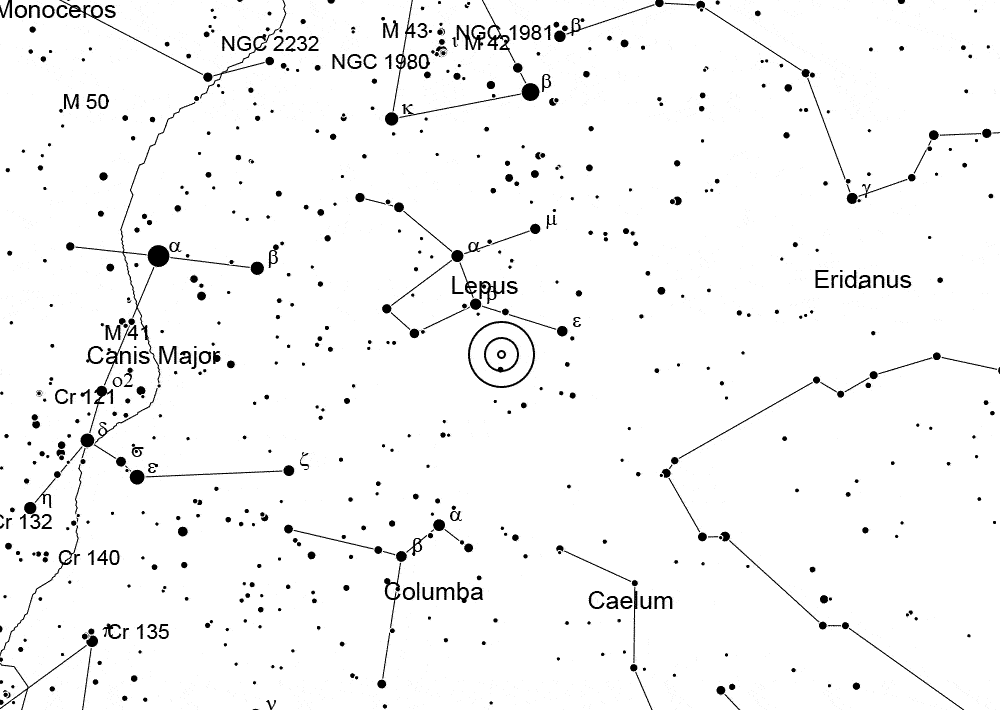 Monoceros
M 43
NGC 1981
β
ι
M 42
NGC 2232
NGC 1980
β
M 50
κ
γ
μ
α
α
β
Eridanus
Lepus
β
ε
M 41
Canis Major
ο2
Cr 121
δ
σ
ε
ζ
η
α
Cr 132
β
Cr 140
Columba
Caelum
π
Cr 135
ν